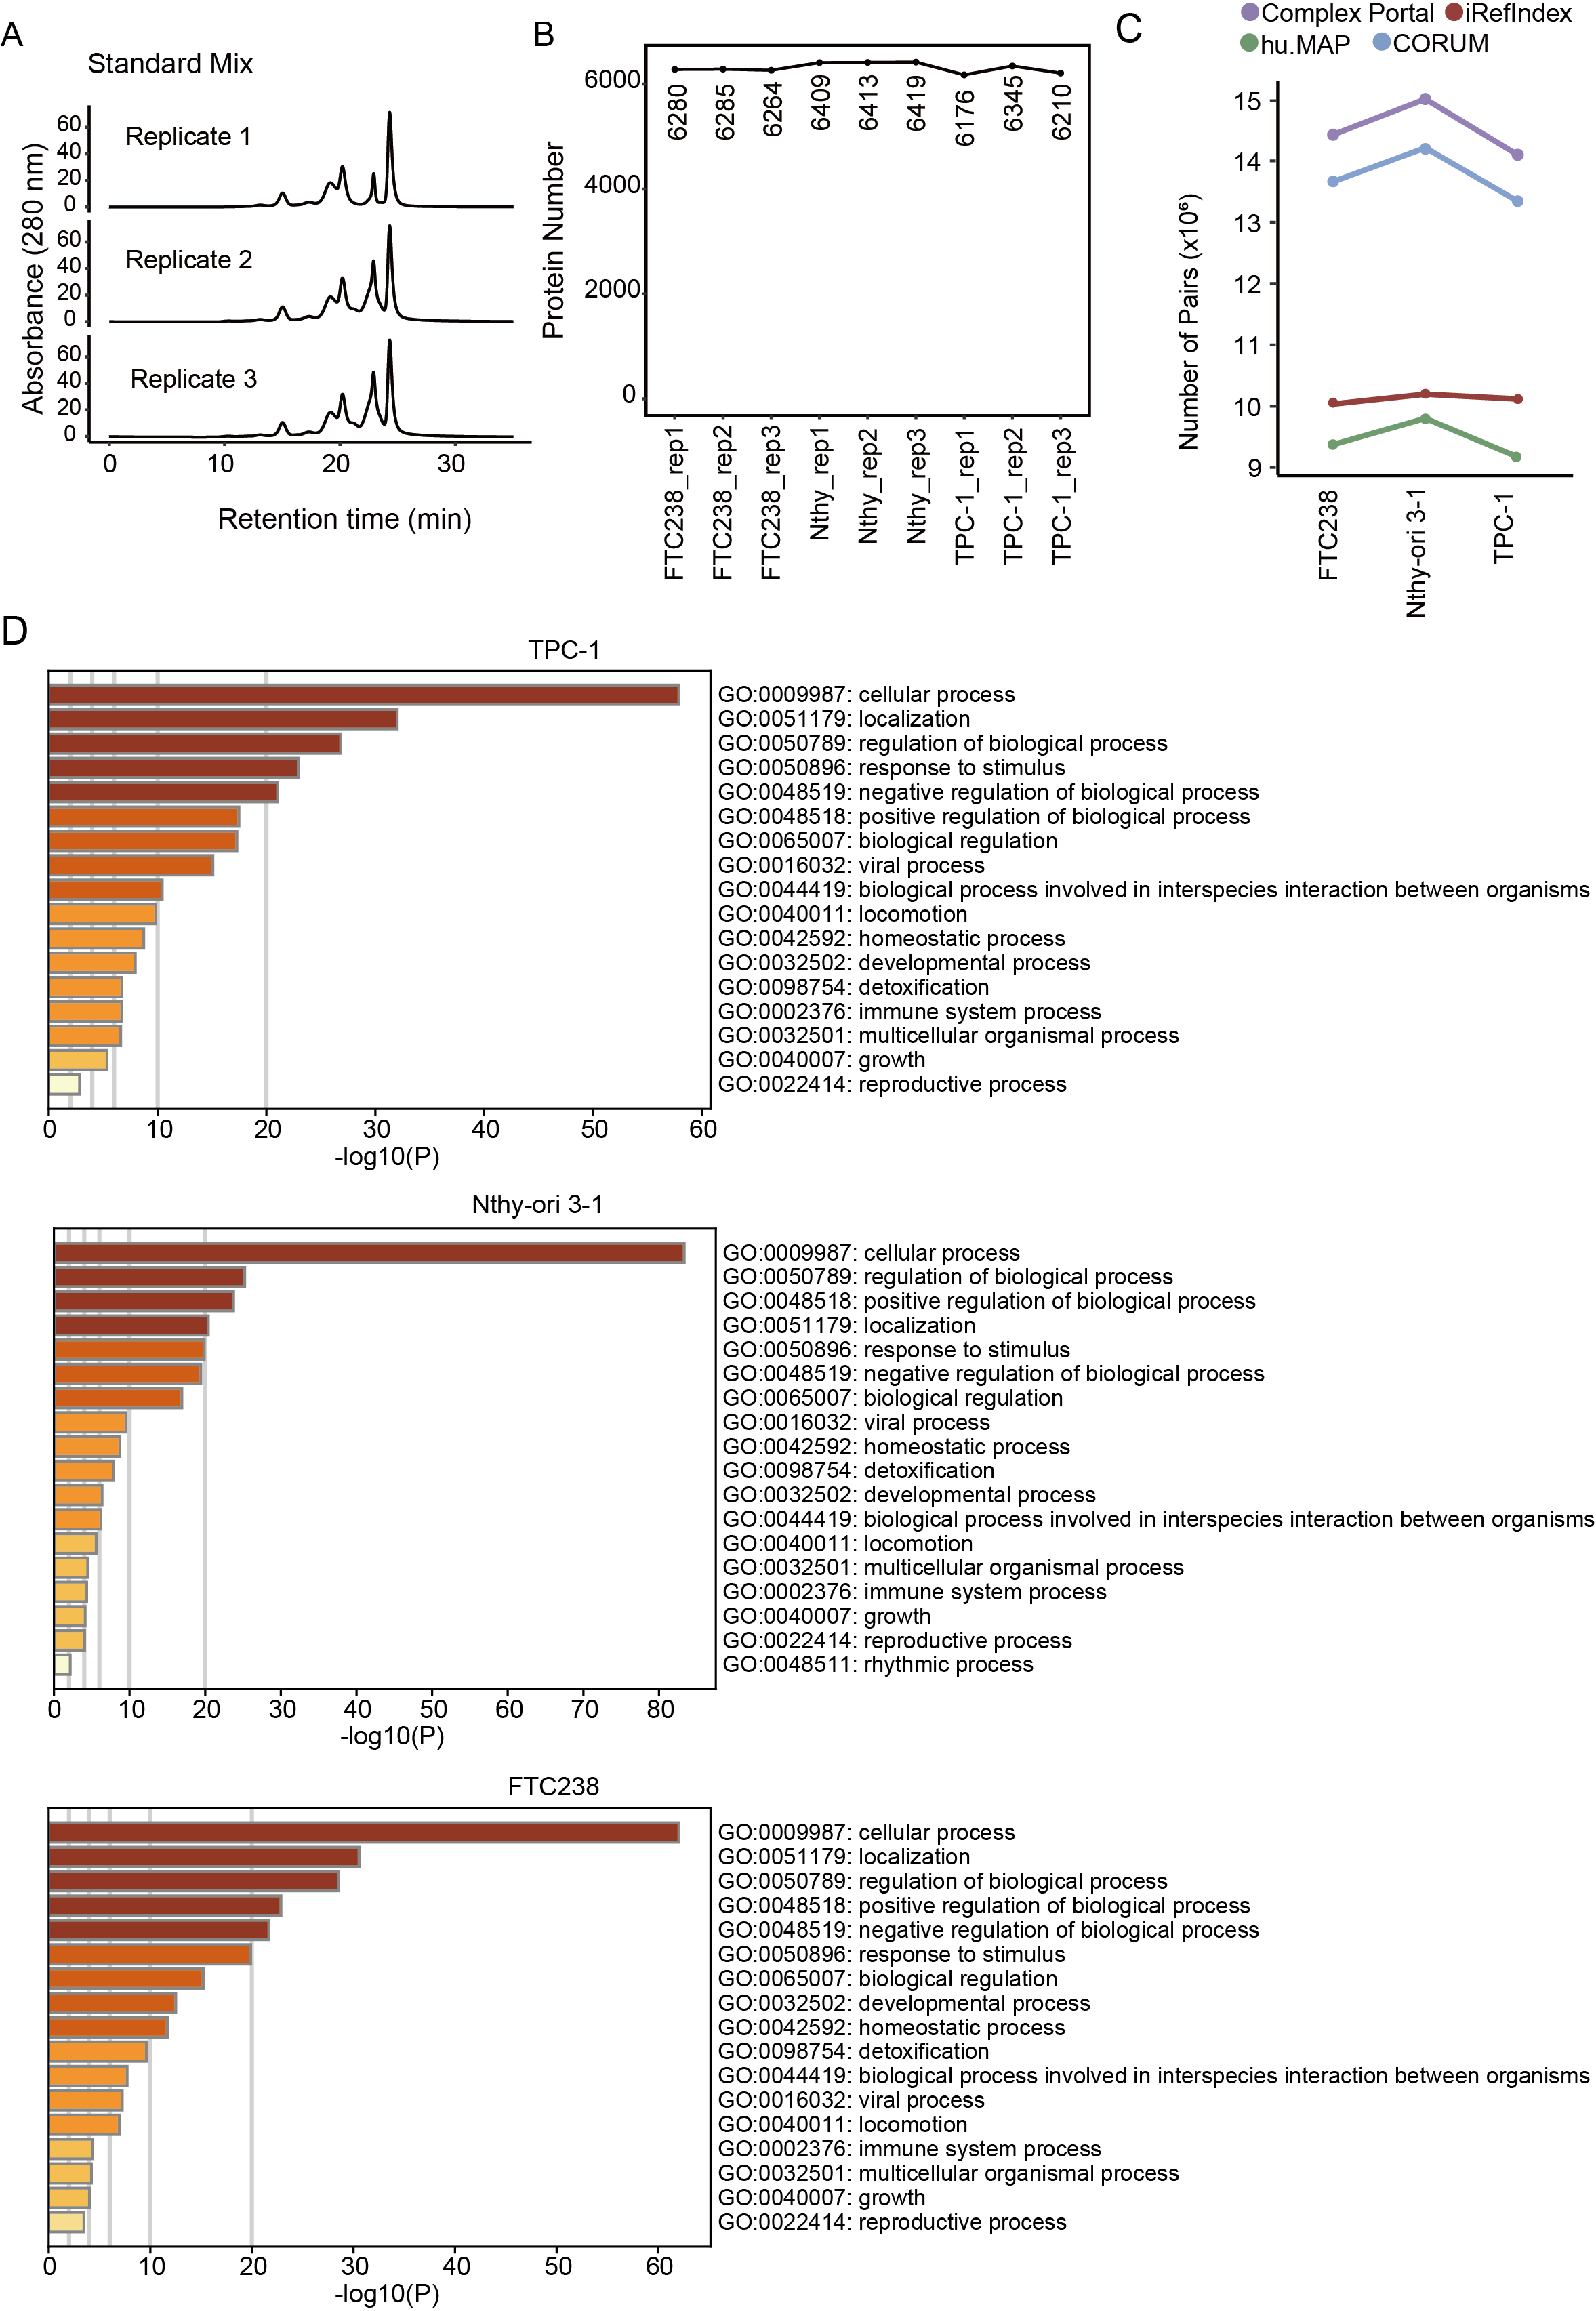 A
Standard Mix
Absorbance (280 nm)
60
40
20
0
Replicate 1
60
40
20
0
Replicate 2
60
40
20
0
Replicate 3
0 10 20 30
Retention time (min)
B
Protein Number
6000
4000
2000
0
6280
6285
6264
6409
6413
6419
6176
6345
6210
FTC238_rep1
FTC238_rep2
FTC238_rep3
Nthy_rep1
Nthy_rep2
Nthy_rep3
TPC-1_rep1
TPC-1_rep2
TPC-1_rep3
C
Complex Portal iRefIndex
hu.MAP CORUM
Number of Pairs (x10⁶)
15
14
13
12
11
10
9
FTC238
Nthy-ori 3-1
TPC-1
D
TPC-1
GO:0009987: cellular process
GO:0051179: localization
GO:0050789: regulation of biological process
GO:0050896: response to stimulus
GO:0048519: negative regulation of biological process
GO:0048518: positive regulation of biological process
GO:0065007: biological regulation
GO:0016032: viral process
GO:0044419: biological process involved in interspecies interaction between organisms
GO:0040011: locomotion
GO:0042592: homeostatic process
GO:0032502: developmental process
GO:0098754: detoxification
GO:0002376: immune system process
GO:0032501: multicellular organismal process
GO:0040007: growth
GO:0022414: reproductive process
0 10 20 30 40 50 60
-log10(P)
Nthy-ori 3-1
GO:0009987: cellular process
GO:0050789: regulation of biological process
GO:0048518: positive regulation of biological process
GO:0051179: localization
GO:0050896: response to stimulus
GO:0048519: negative regulation of biological process
GO:0065007: biological regulation
GO:0016032: viral process
GO:0042592: homeostatic process
GO:0098754: detoxification
GO:0032502: developmental process
GO:0044419: biological process involved in interspecies interaction between organisms
GO:0040011: locomotion
GO:0032501: multicellular organismal process
GO:0002376: immune system process
GO:0040007: growth
GO:0022414: reproductive process
GO:0048511: rhythmic process
0 10 20 30 40 50 60 70 80
-log10(P)
FTC238
GO:0009987: cellular process
GO:0051179: localization
GO:0050789: regulation of biological process
GO:0048518: positive regulation of biological process
GO:0048519: negative regulation of biological process
GO:0050896: response to stimulus
GO:0065007: biological regulation
GO:0032502: developmental process
GO:0042592: homeostatic process
GO:0098754: detoxification
GO:0044419: biological process involved in interspecies interaction between organisms
GO:0016032: viral process
GO:0040011: locomotion
GO:0002376: immune system process
GO:0032501: multicellular organismal process
GO:0040007: growth
GO:0022414: reproductive process
0 10 20 30 40 50 60
-log10(P)